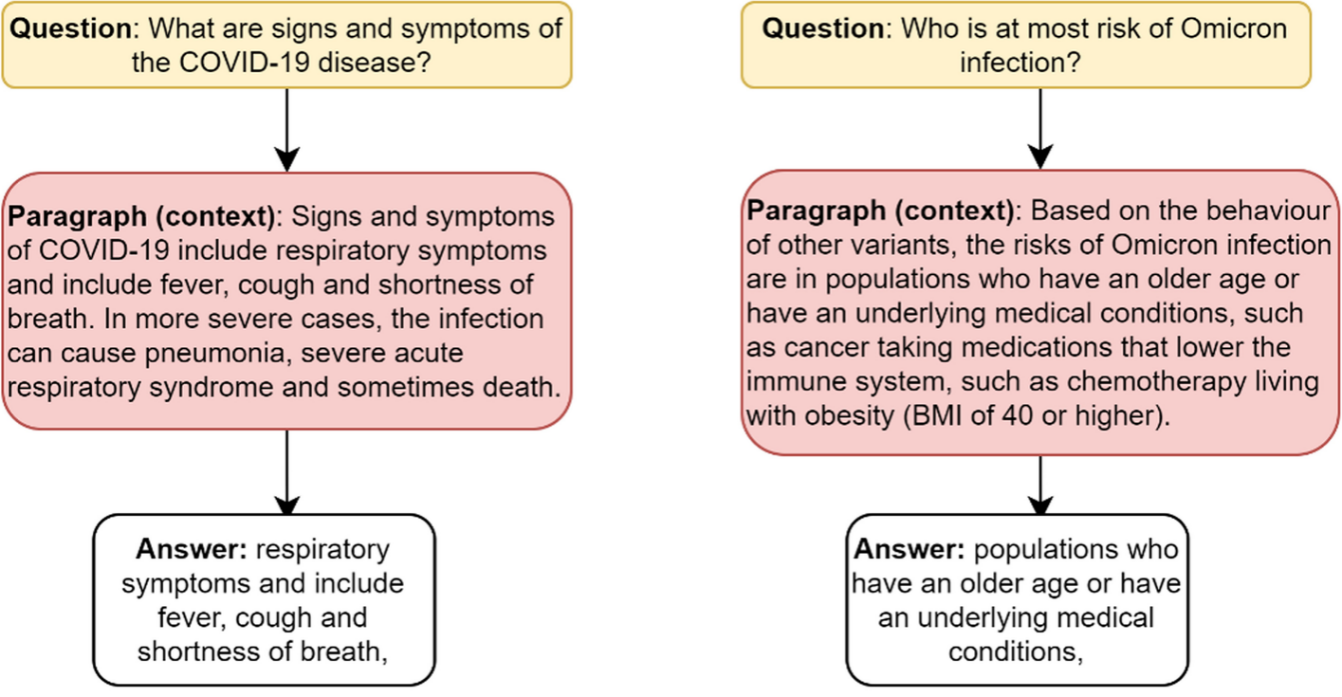 Question: What are signs and symptoms of
the COVID-19 disease?
Paragraph (context): Signs and symptoms
of COVID-19 include respiratory symptoms
and include fever, cough and shortness of
breath. In more severe cases, the infection
can cause pneumonia, severe acute
respiratory syndrome and sometimes death.
Answer: respiratory
symptoms and include
fever, cough and
shortness of breath,
Question: Who is at most risk of Omicron
infection?
Paragraph (context): Based on the behaviour
of other variants, the risks of Omicron infection
are in populations who have an older age or
have an underlying medical conditions, such
as cancer taking medications that lower the
immune system, such as chemotherapy living
with obesity (BMI of 40 or higher).
Answer: populations who
have an older age or have
an underlying medical
conditions,